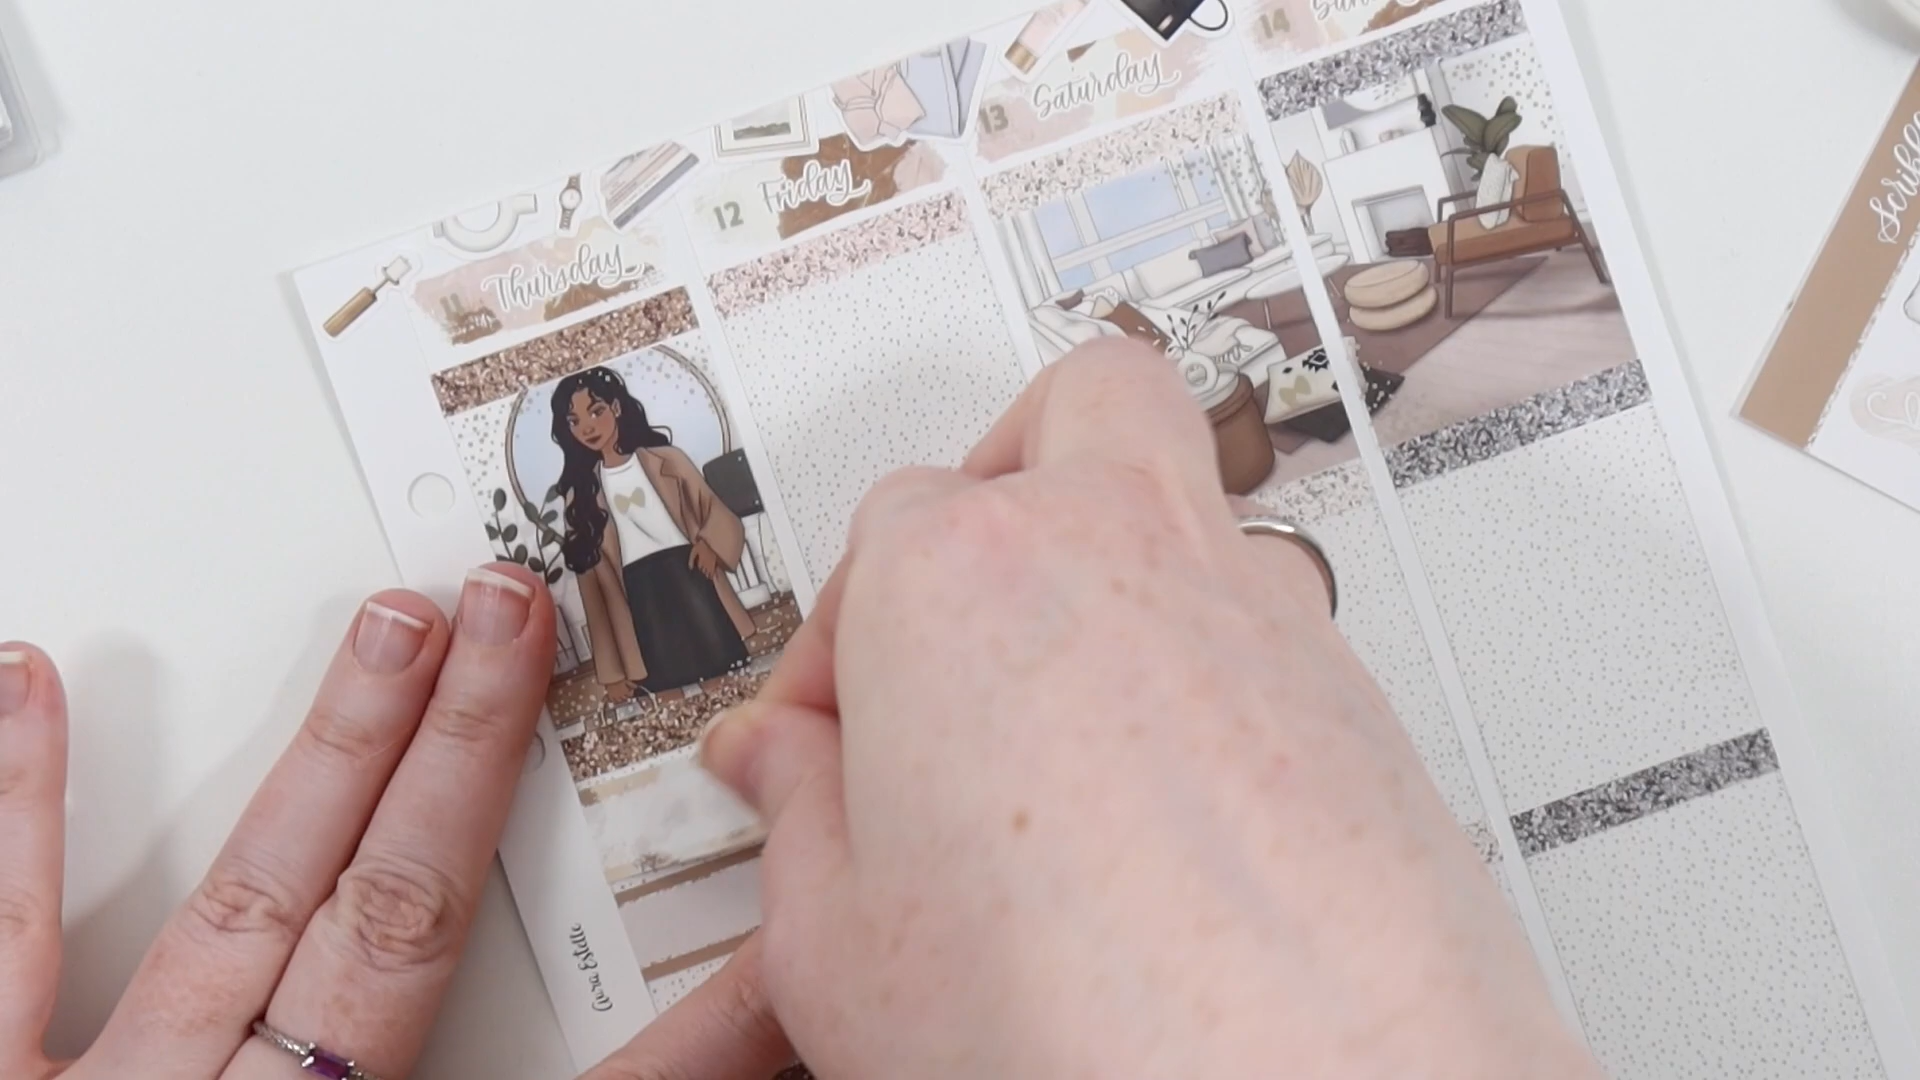 11 Thursday
12 Friday
13 Saturday
14
Aura Estelle